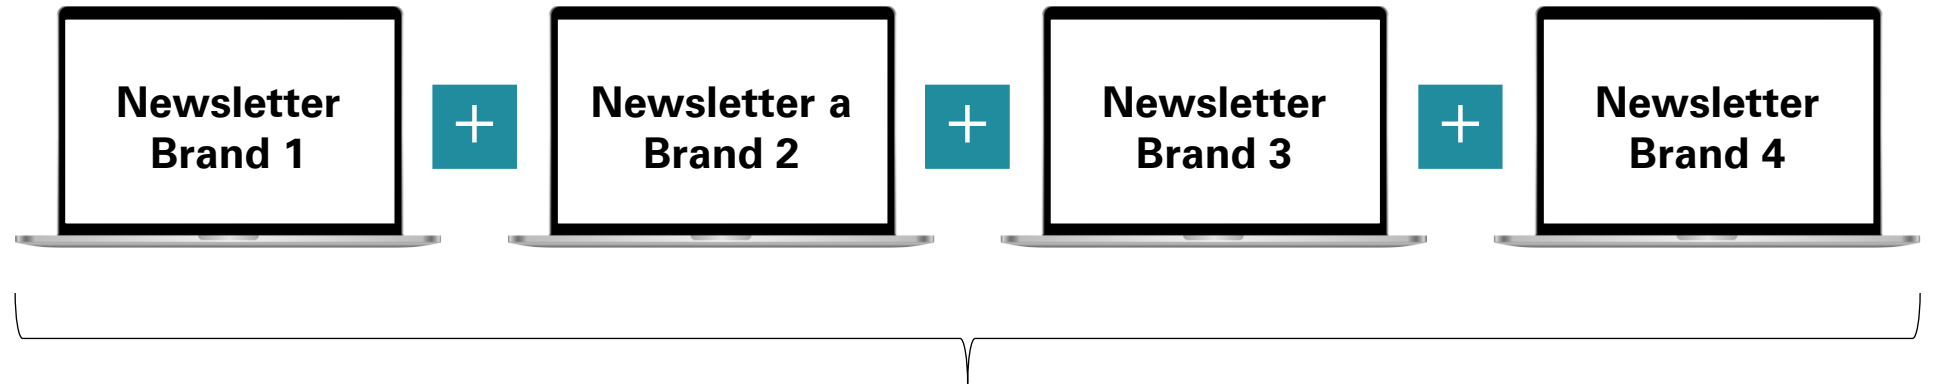 Newsletter
Brand 1
+
Newsletter a
Brand 2
+
Newsletter
Brand 3
+
Newsletter
Brand 4